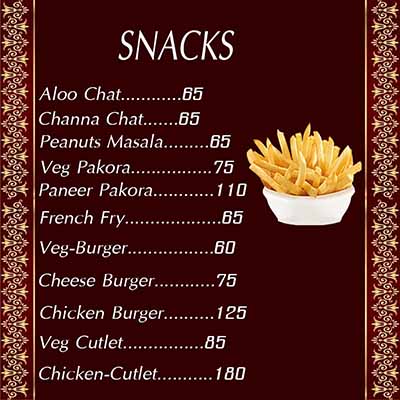 SNACKS
Aloo Chat............65
Channa Chat.......65
Peanuts Masala.........65
Veg Pakora................75
Paneer Pakora............110
French Fry...................65
Veg-Burger.................60
Cheese Burger............75
Chicken Burger..........125
Veg Cutlet................85
Chicken-Cutlet...........180